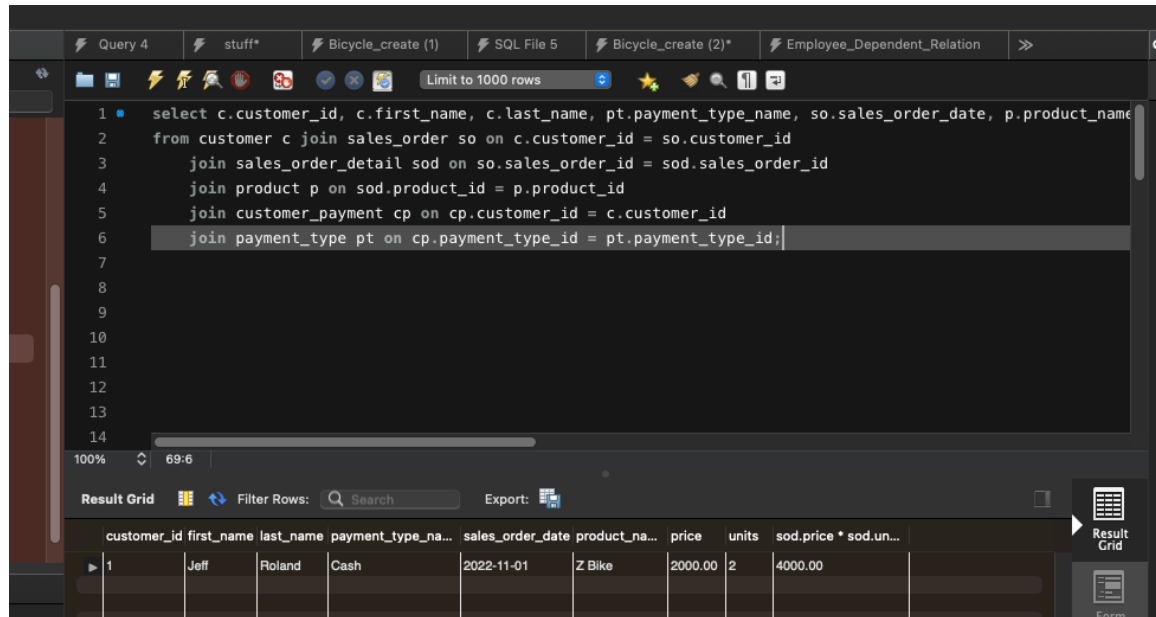 Query 4 stuff* Bicycle_create (1) SQL File 5 Bicycle_create (2)* Employee_Dependent_Relation >>
Limit to 1000 rows
1 select c.customer_id, c.first_name, c.last_name, pt.payment_type_name, so.sales_order_date, p.product_name
2 from customer c join sales_order so on c.customer_id = so.customer_id
3 join sales_order_detail sod on so.sales_order_id = sod.sales_order_id
4 join product p on sod.product_id = p.product_id
5 join customer_payment cp on cp.customer_id = c.customer_id
6 join payment_type pt on cp.payment_type_id = pt.payment_type_id;
7
8
9
10
11
12
13
14
100% 69:6
Result Grid Filter Rows: Search Export:
customer_id first_name last_name payment_type_na... sales_order_date product_na... price units sod.price * sod.un...
1 Jeff Roland Cash 2022-11-01 Z Bike 2000.00 2 4000.00
Result
Grid
Form